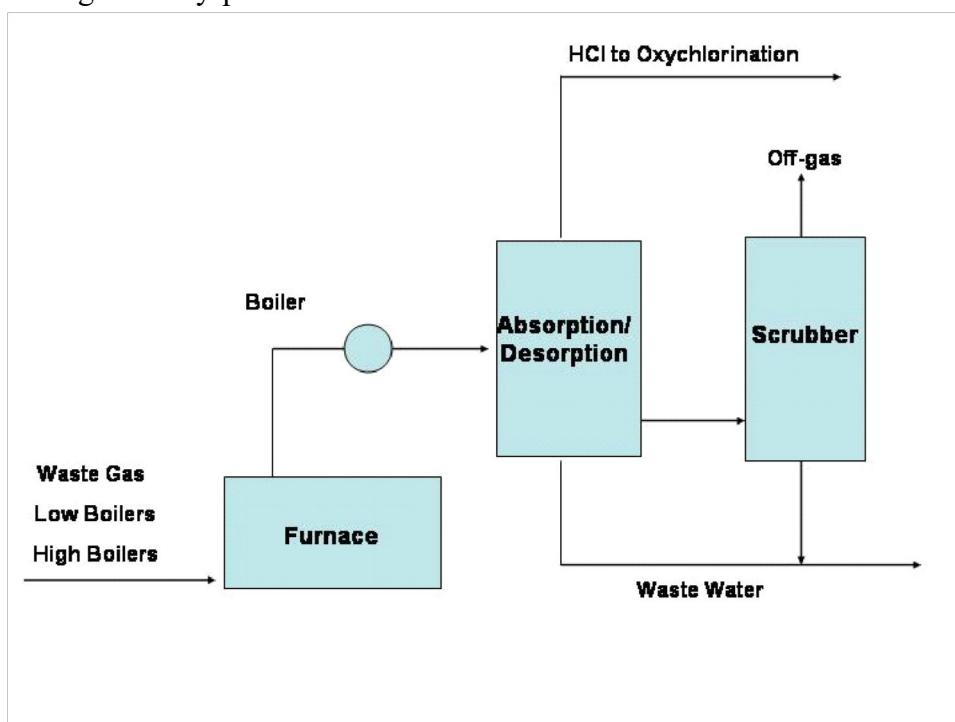 HCl to Oxychlorination
Off-gas
Boiler
Absorption/
Desorption
Scrubber
Waste Gas
Low Boilers
High Boilers
Furnace
Waste Water